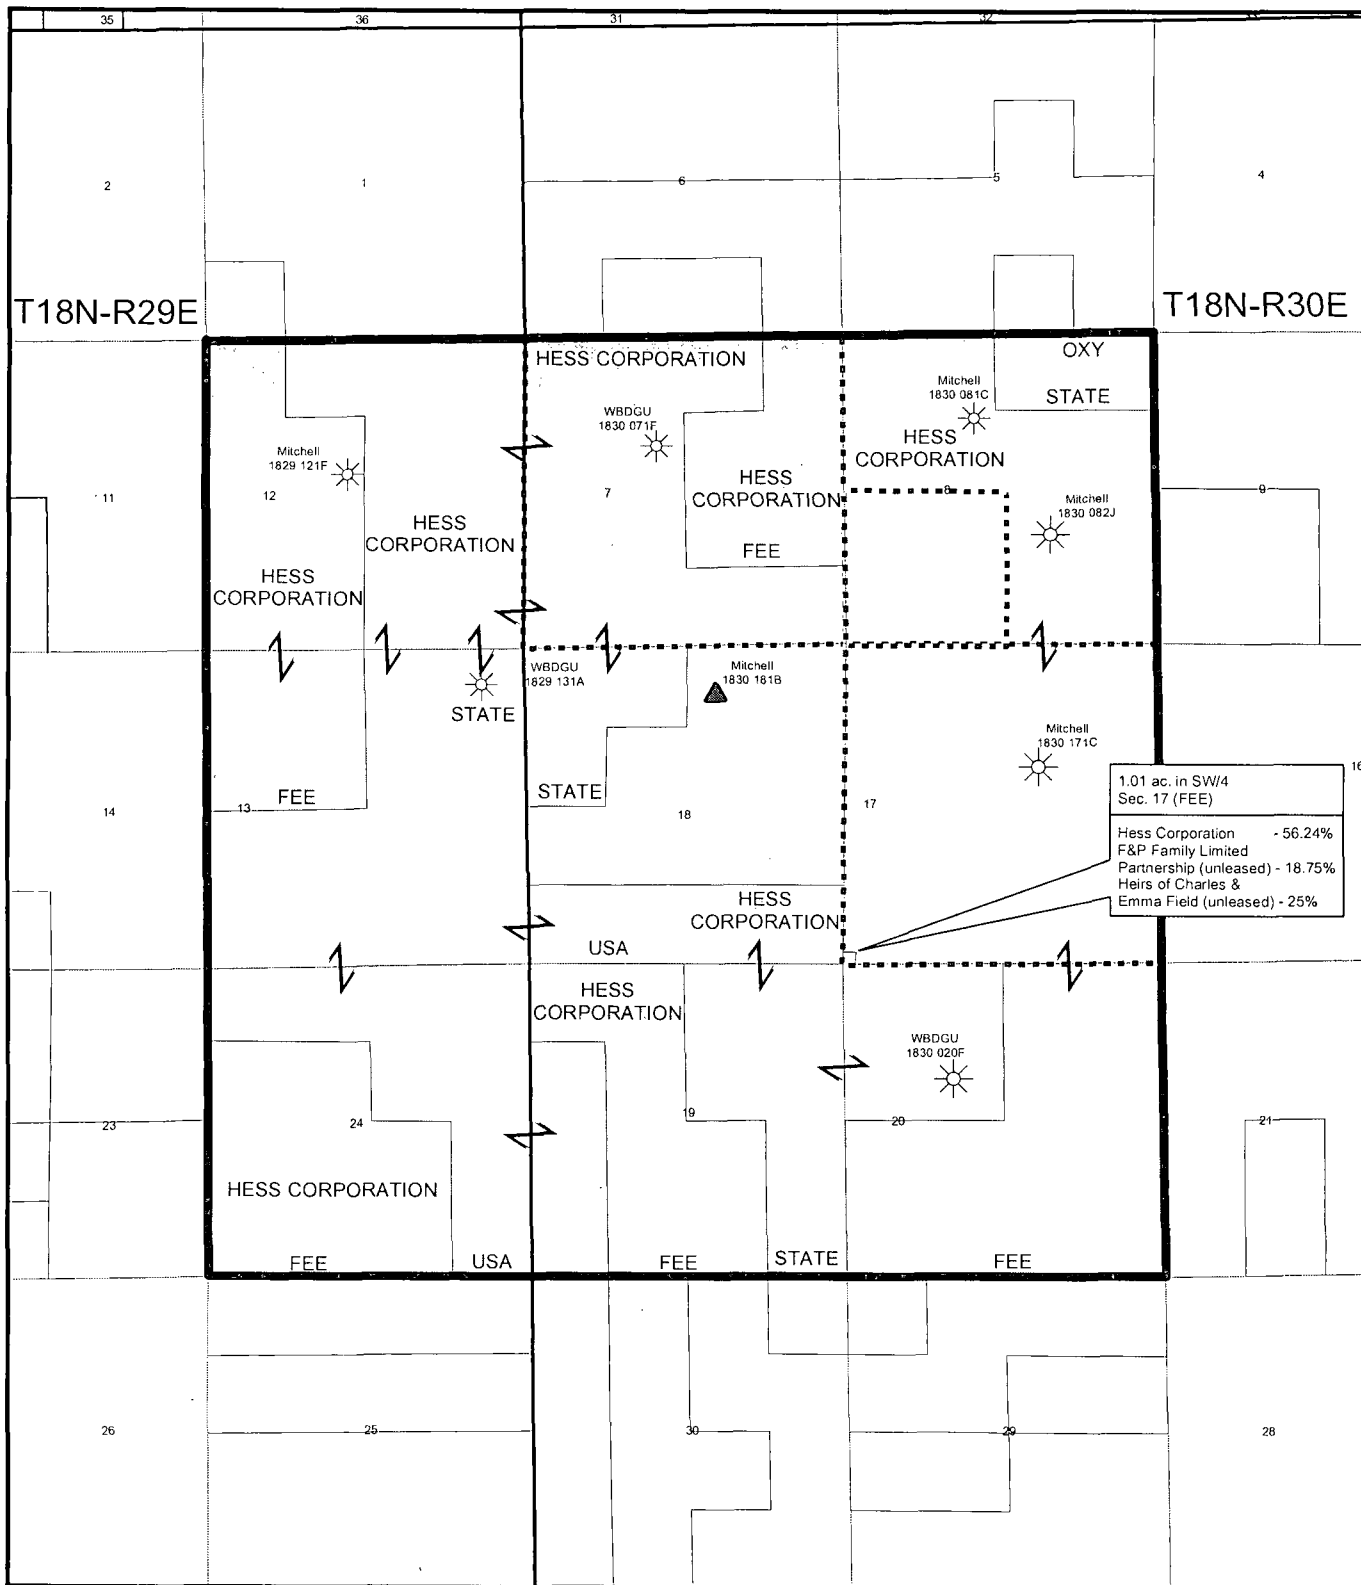 35
36
31
32
2
1
6
5
4
T18N-R29E
T18N-R30E
HESS CORPORATION
OXY
STATE
Mitchell
1830 081C
WBDGU
1830 071F
HESS
CORPORATION
Mitchell
1829 121F
HESS
CORPORATION
11
12
7
8
9
Mitchell
1830 082J
HESS
CORPORATION
FEE
HESS
CORPORATION
WBDGU
1829 131A
STATE
Mitchell
1830 181B
Mitchell
1830 171C
16
1.01 ac. in SW/4
Sec. 17 (FEE)
Hess Corporation - 56.24%
F&P Family Limited
Partnership (unleased) - 18.75%
Heirs of Charles &
Emma Field (unleased) - 25%
FEE
STATE
14
13
18
17
HESS
CORPORATION
USA
HESS
CORPORATION
WBDGU
1830 020F
23
24
19
20
21
HESS CORPORATION
FEE
USA
FEE
STATE
FEE
26
25
30
29
28